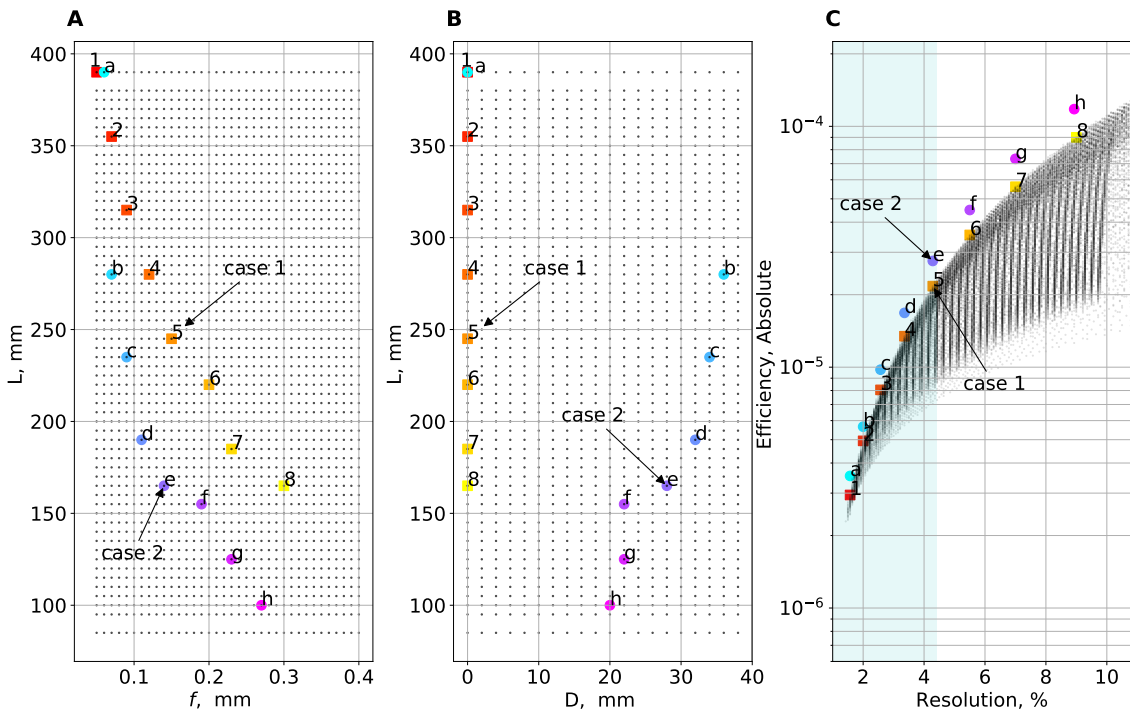 A
B
C
400
350
300
250
200
150
100
L, mm
0.1
0.2
0.3
0.4
f, mm
1
a
2
3
b
4
case 1
5
c
6
d
7
e
8
f
case 2
g
h
400
350
300
250
200
150
100
L, mm
0
10
20
30
40
D, mm
1
a
2
3
4
case 1
b
5
c
6
case 2
7
d
8
e
f
g
h
Efficiency, Absolute
10⁻⁴
10⁻⁵
10⁻⁶
2
4
6
8
10
Resolution, %
h
8
g
7
case 2
f
6
e
5
d
4
case 1
c
3
b
2
a
1